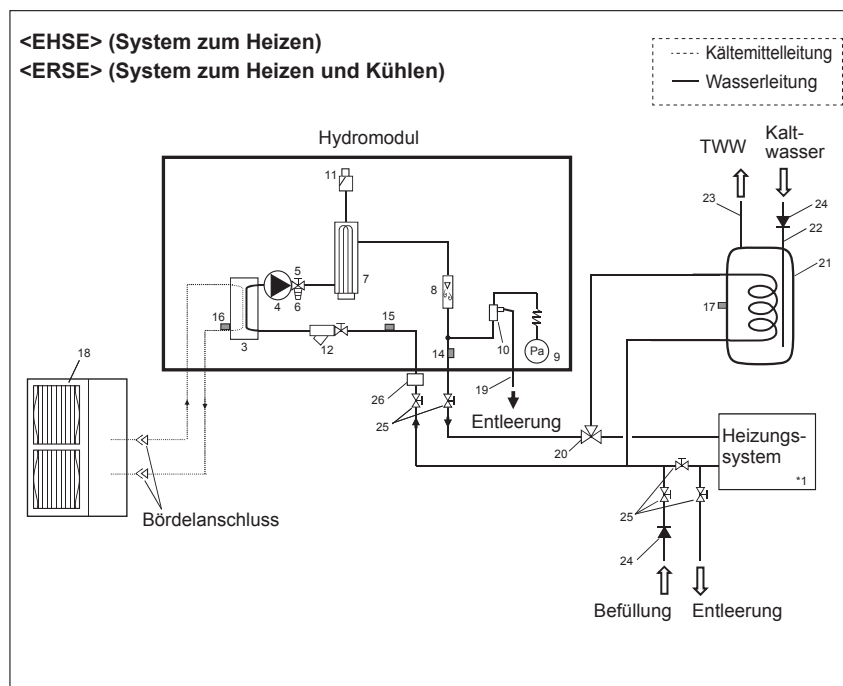 <EHSE> (System zum Heizen)
<ERSE> (System zum Heizen und Kühlen)
Kältemittelleitung
Wasserleitung
Hydromodul
TWW
Kalt-
wasser
11
23
24
22
5
7
21
4
6
8
16
15
17
3
12
14
10
Pa
9
18
26
19
25
Entleerung
20
Heizungs-
system
*1
Bördelanschluss
25
24
Befüllung
Entleerung